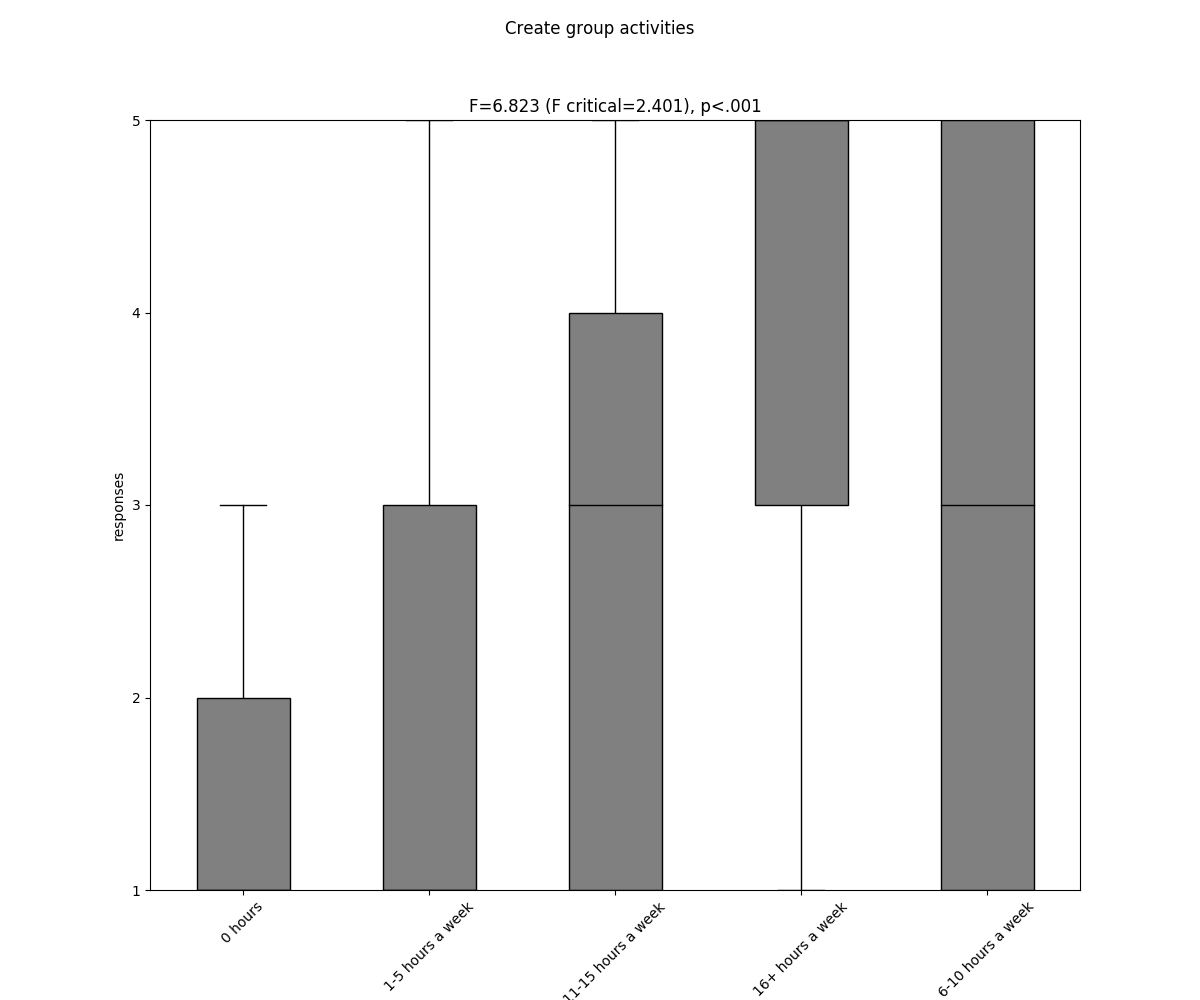 Create group activities
F=6.823 (F critical=2.401), p<.001
5
4
3
2
1
responses
0 hours
1-5 hours a week
11-15 hours a week
16+ hours a week
6-10 hours a week